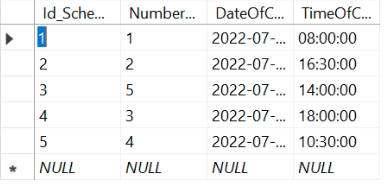 Id_Sche... Number... DateOfC... TimeOfC...
1 1 2022-07-... 08:00:00
2 2 2022-07-... 16:30:00
3 5 2022-07-... 14:00:00
4 3 2022-07-... 18:00:00
5 4 2022-07-... 10:30:00
* NULL NULL NULL NULL